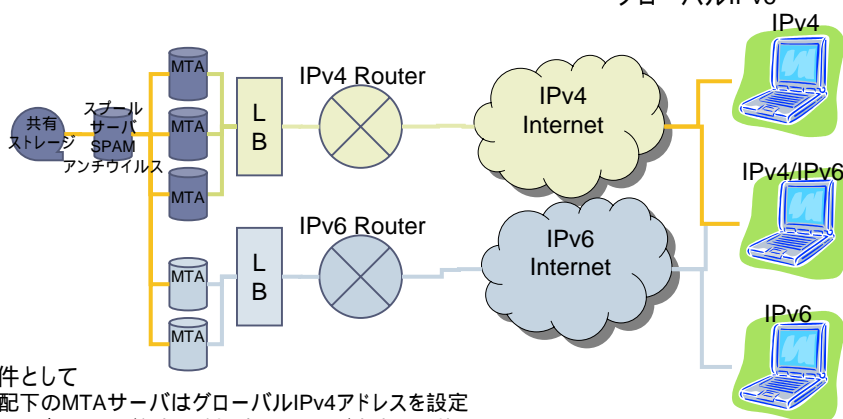 IPv4
MTA
IPv4 Router
スプール
サーバ
SPAM
アンチウイルス
共有
ストレージ
MTA
MTA
L
B
IPv4
Internet
IPv4/IPv6
IPv6 Router
MTA
MTA
L
B
IPv6
Internet
IPv6
件として
配下のMTAサーバはグローバルIPv4アドレスを設定